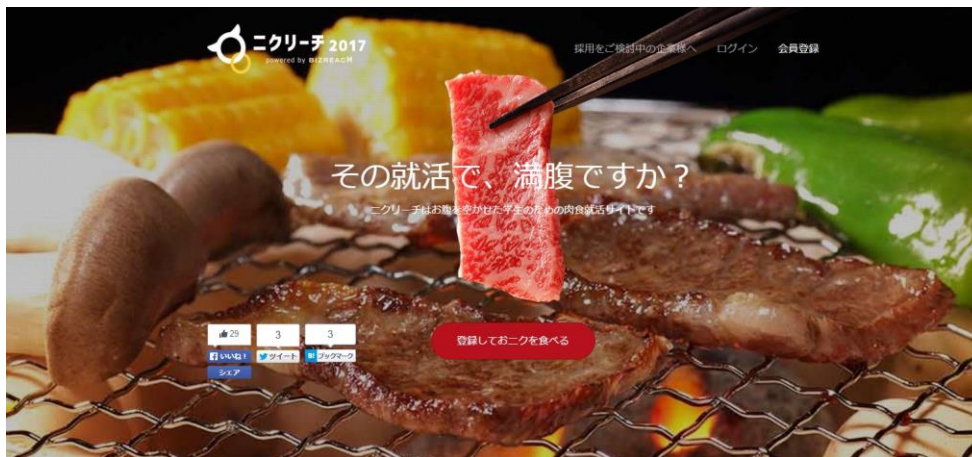 ニクリーチ 2017
powered by BIZREACH
採用をご検討中の企業様へ ログイン 会員登録
その就活で、満腹ですか？
ニクリーチはお腹を空かせた学生のための肉食就活サイトです
29 3 3
いいね！ ツイート B! ブックマーク
シェア
登録しておニクを食べる